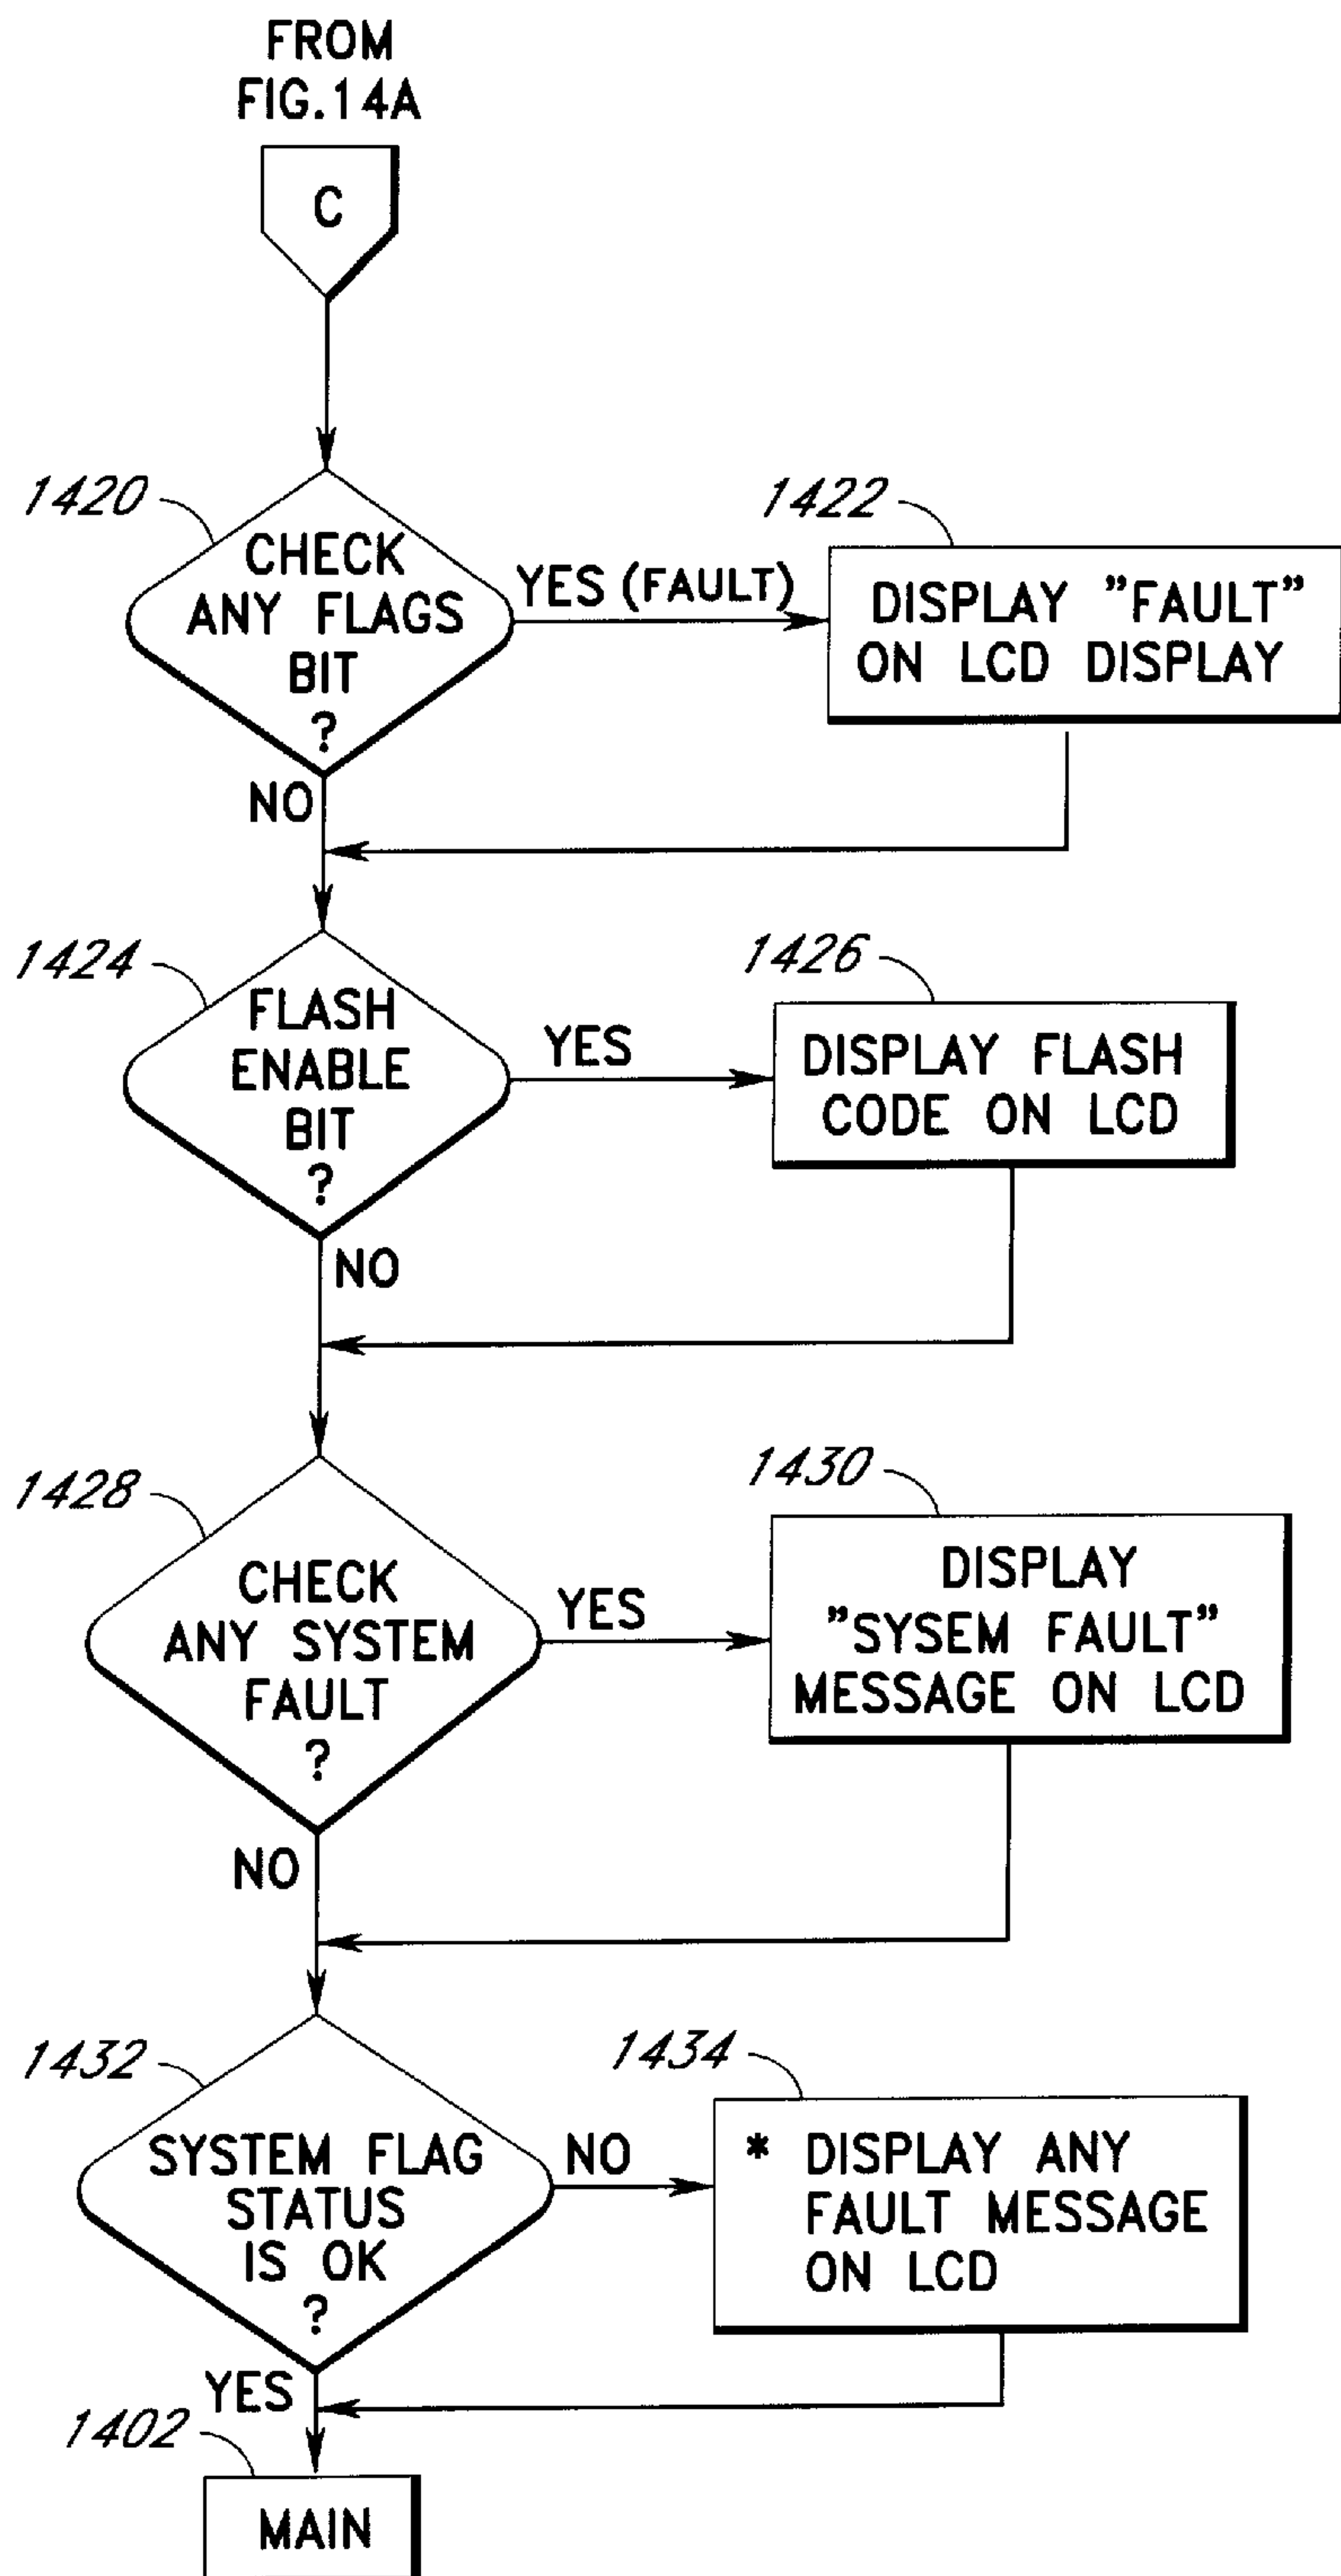 FROM
FIG.14A
C
1420
CHECK
ANY FLAGS
BIT
?
YES (FAULT)
1422
DISPLAY "FAULT"
ON LCD DISPLAY
NO
1424
FLASH
ENABLE
BIT
?
YES
1426
DISPLAY FLASH
CODE ON LCD
NO
1428
CHECK
ANY SYSTEM
FAULT
?
YES
1430
DISPLAY
"SYSEM FAULT"
MESSAGE ON LCD
NO
1432
SYSTEM FLAG
STATUS
IS OK
?
NO
1434
* DISPLAY ANY
FAULT MESSAGE
ON LCD
YES
1402
MAIN